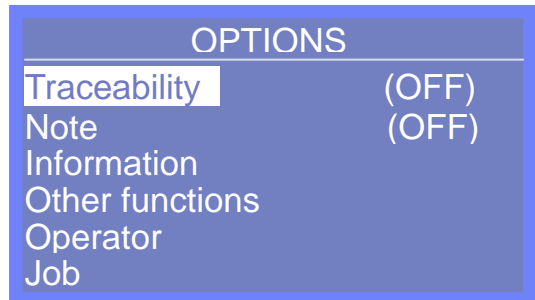 OPTIONS
Traceability (OFF)
Note (OFF)
Information
Other functions
Operator
Job